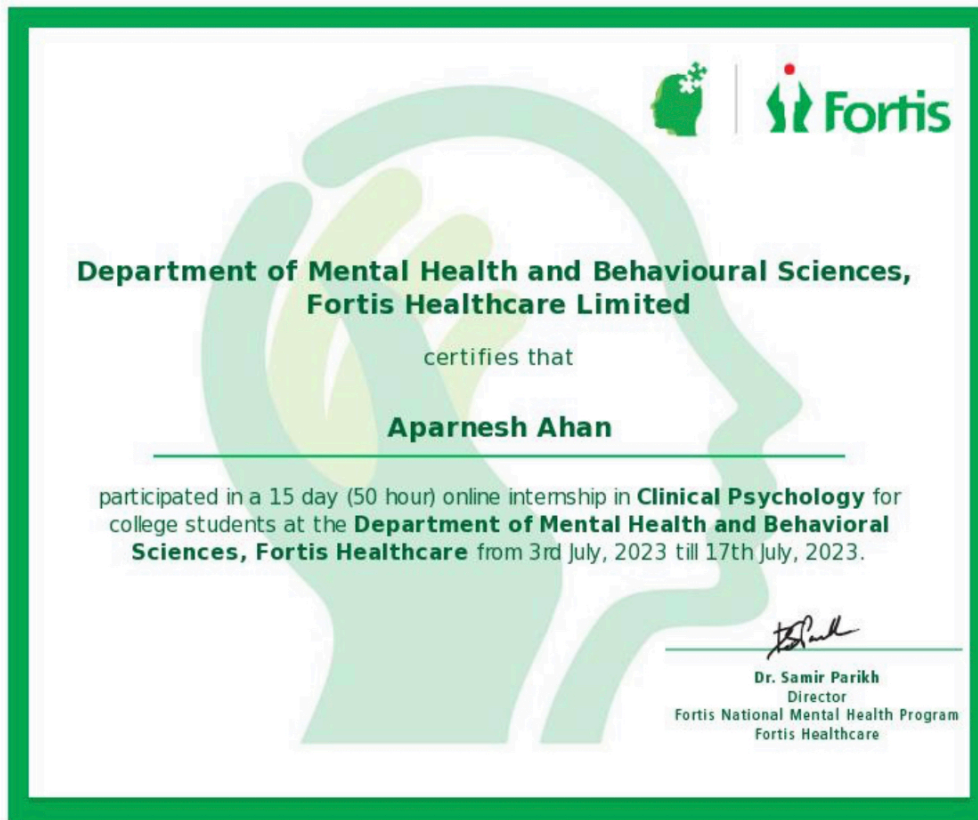 Fortis
Department of Mental Health and Behavioural Sciences,
Fortis Healthcare Limited
certifies that
Aparnesh Ahan
participated in a 15 day (50 hour) online internship in Clinical Psychology for
college students at the Department of Mental Health and Behavioral
Sciences, Fortis Healthcare from 3rd July, 2023 till 17th July, 2023.
Dr. Samir Parikh
Director
Fortis National Mental Health Program
Fortis Healthcare